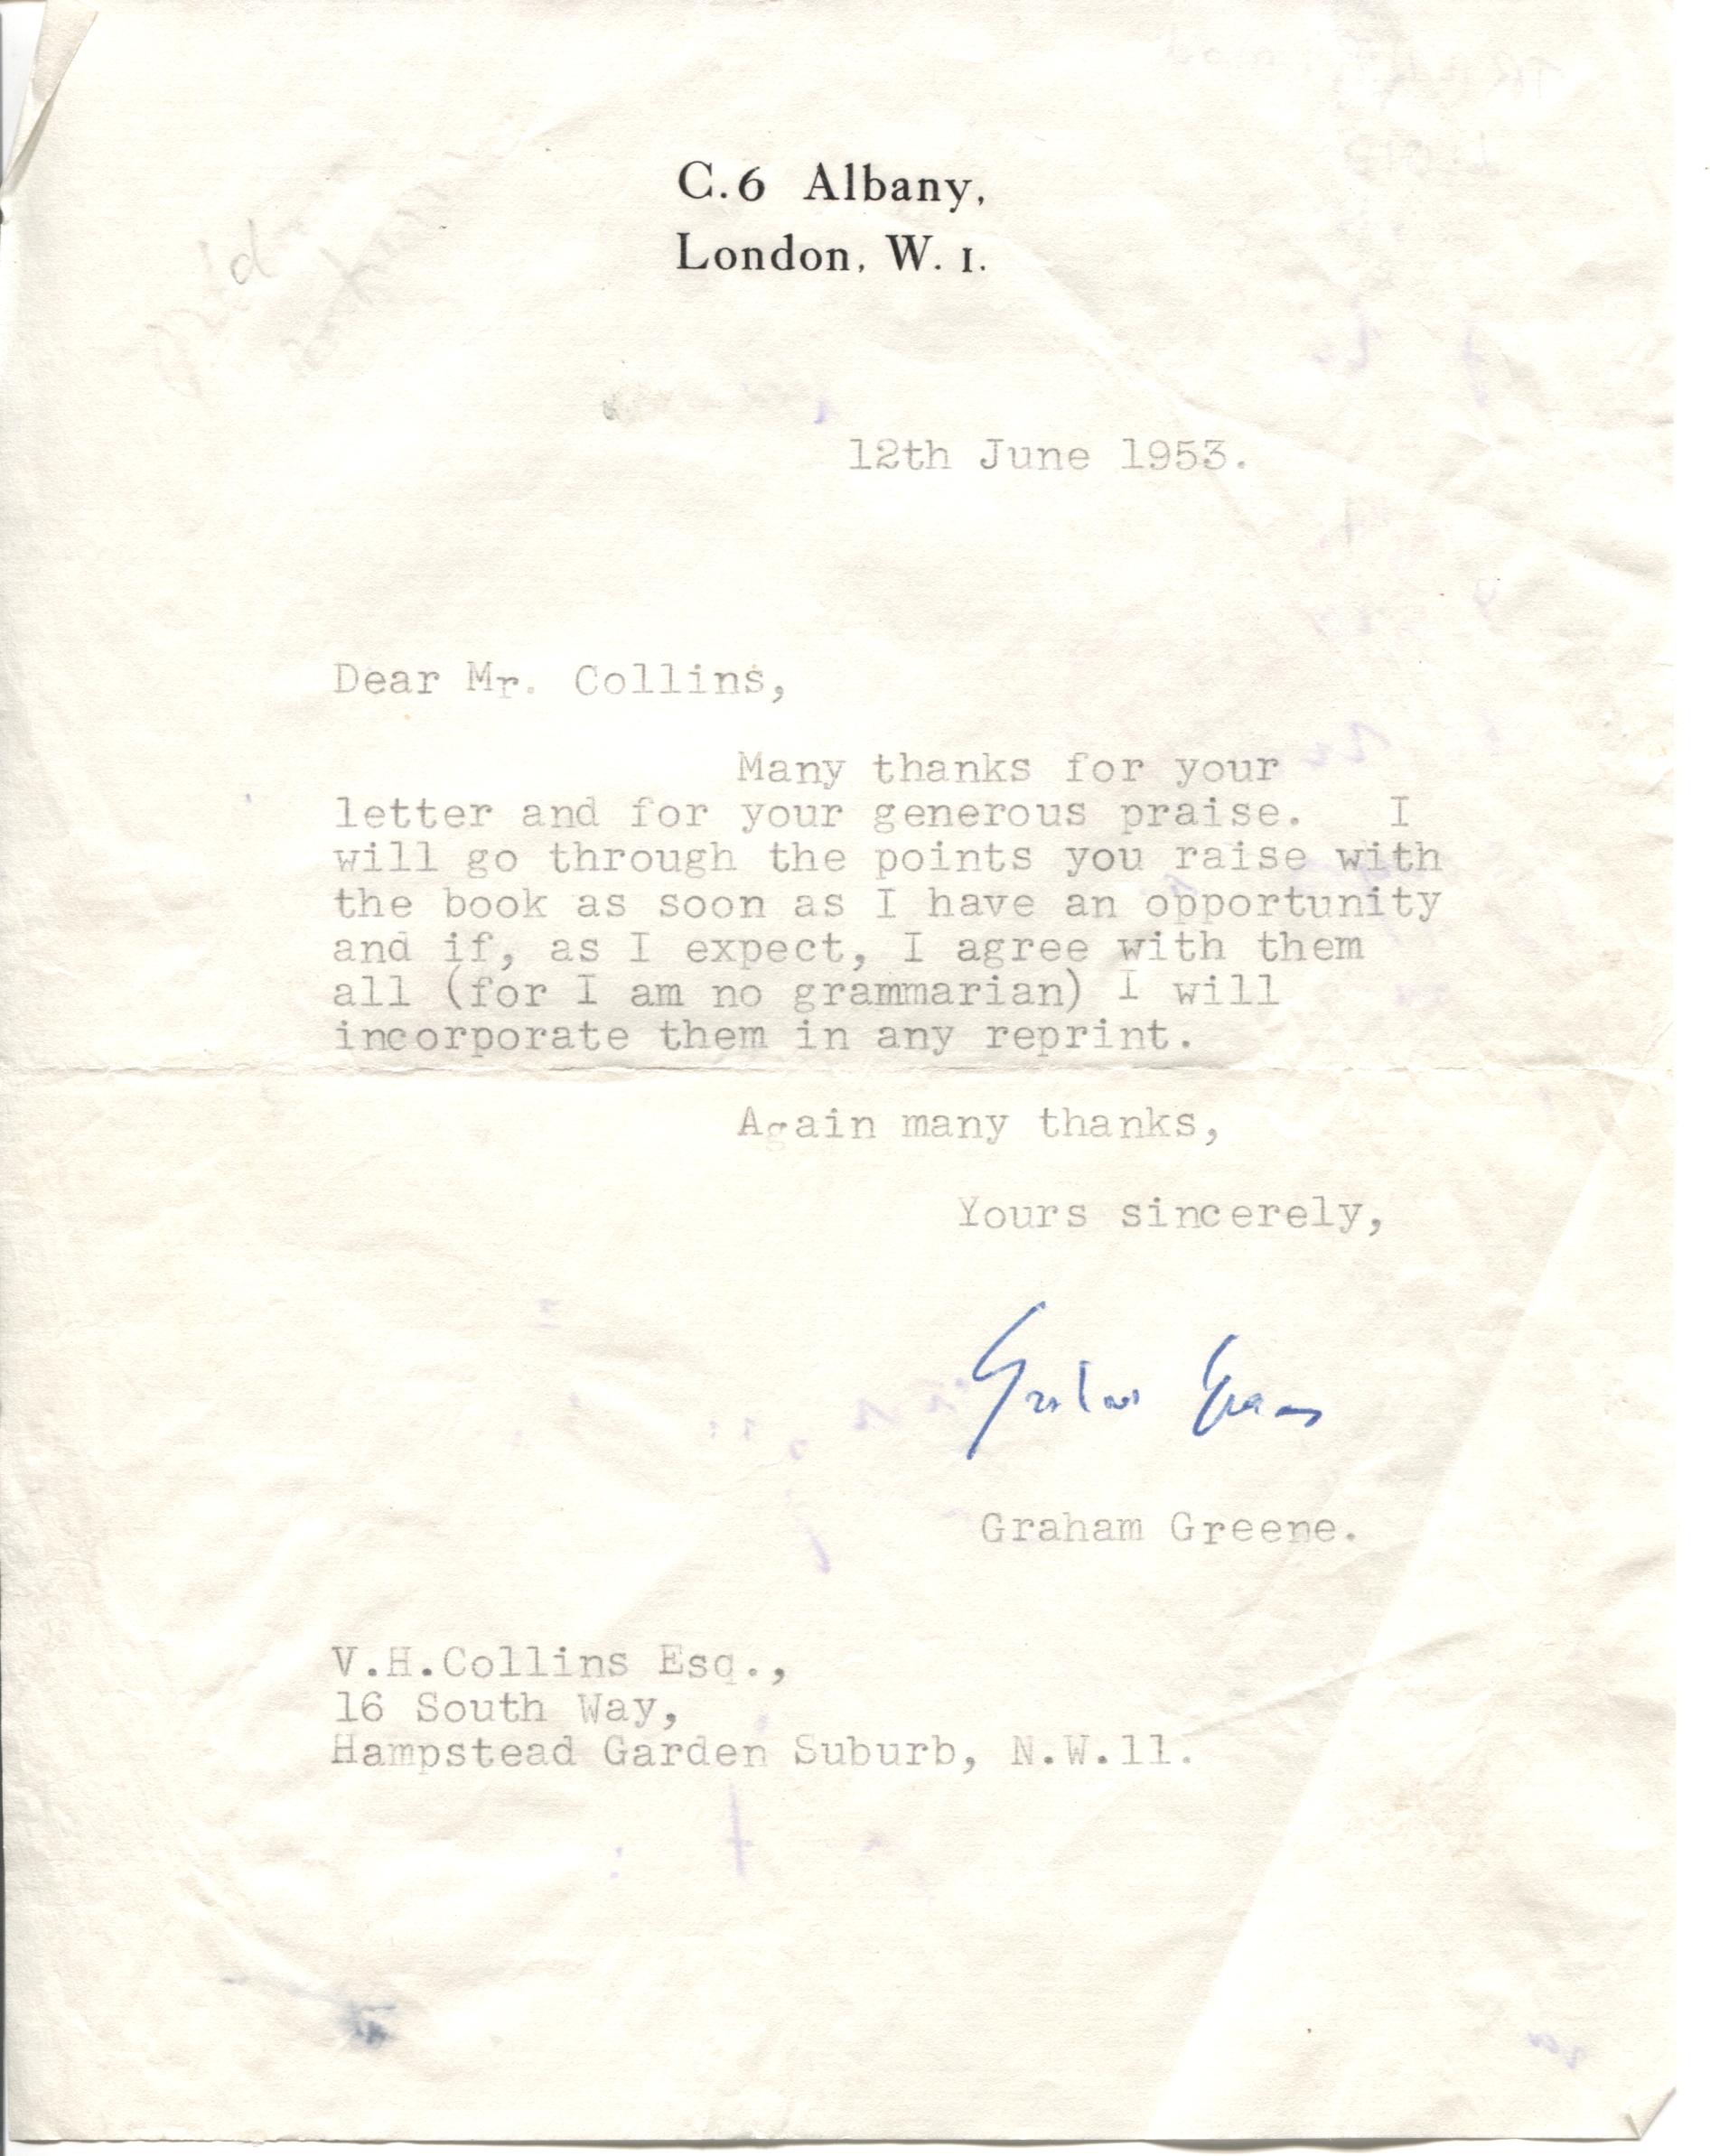 C.6 Albany,
London, W. 1.
12th June 1953.
Dear Mr. Collins,
Many thanks for your
letter and for your generous praise. I
will go through the points you raise with
the book as soon as I have an opportunity
and if, as I expect, I agree with them
all (for I am no grammarian) I will
incorporate them in any reprint.
Again many thanks,
Yours sincerely,
Graham Greene
Graham Greene.
V.H.Collins Esq.,
16 South Way,
Hampstead Garden Suburb, N.W.11.